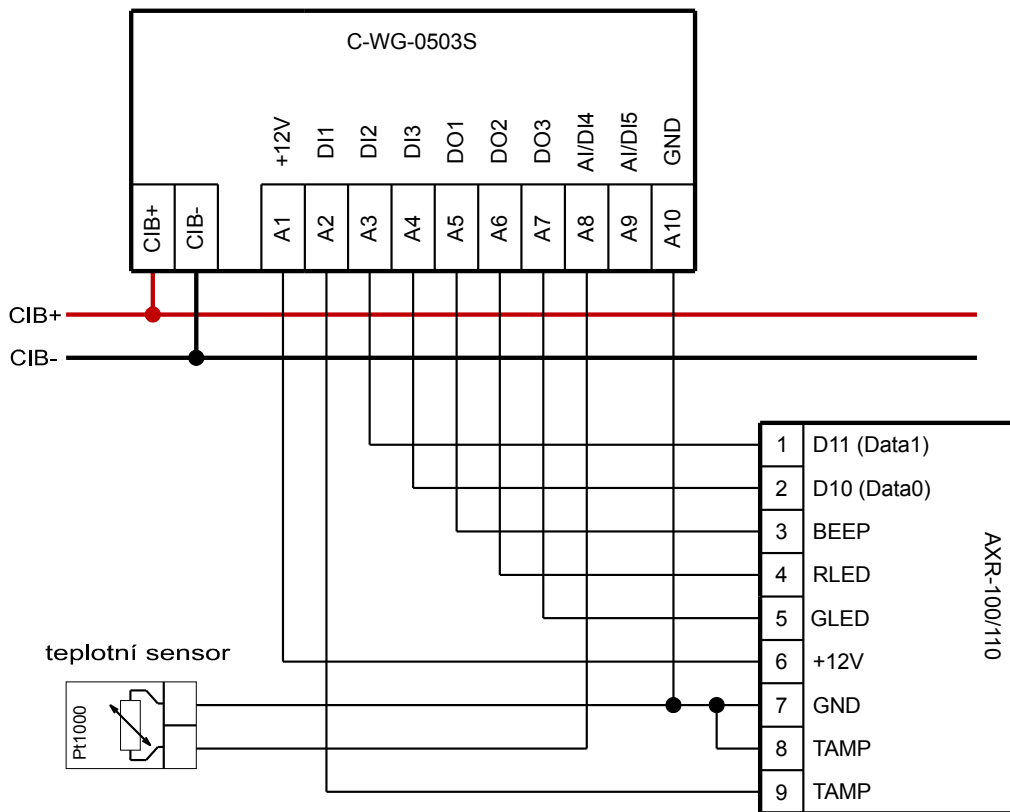 C-WG-0503S
+12V
DI1
DI2
DI3
DO1
DO2
DO3
AI/DI4
AI/DI5
GND
CIB+
CIB-
A1
A2
A3
A4
A5
A6
A7
A8
A9
A10
CIB+
CIB-
1 D11 (Data1)
2 D10 (Data0)
3 BEEP
4 RLED
5 GLED
6 +12V
7 GND
8 TAMP
9 TAMP
AXR-100/110
teplotní sensor
Pt1000